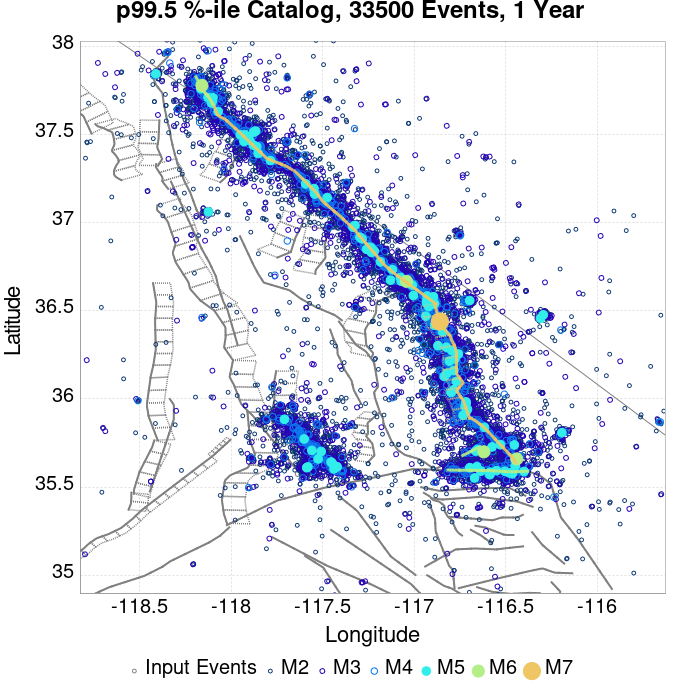 p99.5 %-ile Catalog, 33500 Events, 1 Year
38
37.5
37
36.5
36
35.5
35
Latitude
-118.5 -118 -117.5 -117 -116.5 -116
Longitude
Input Events M2 M3 M4 M5 M6 M7